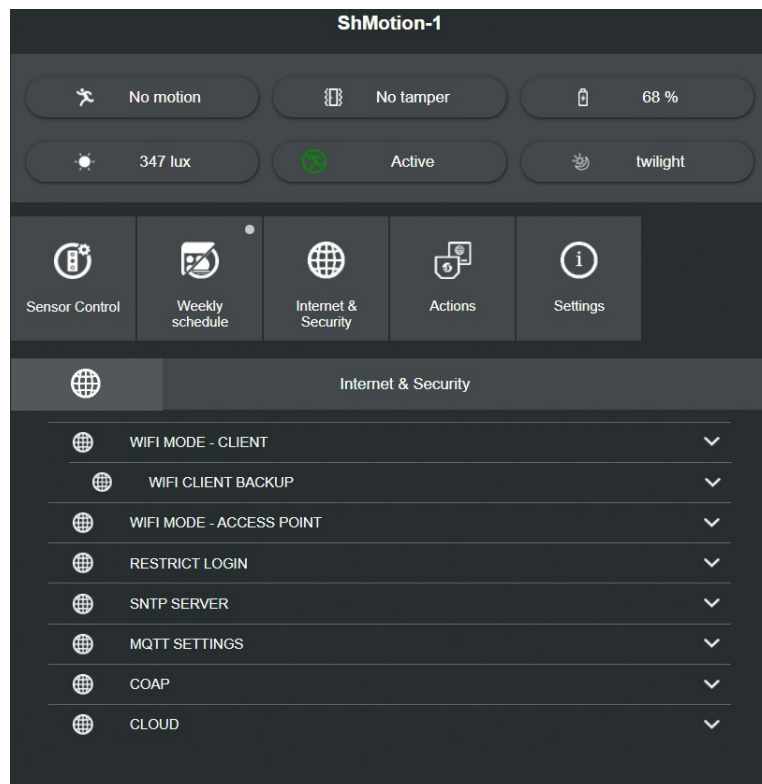 ShMotion-1
No motion
No tamper
68 %
347 lux
Active
twilight
Sensor Control
Weekly
schedule
Internet &
Security
Actions
Settings
Internet & Security
WIFI MODE - CLIENT
WIFI CLIENT BACKUP
WIFI MODE - ACCESS POINT
RESTRICT LOGIN
SNTP SERVER
MQTT SETTINGS
COAP
CLOUD